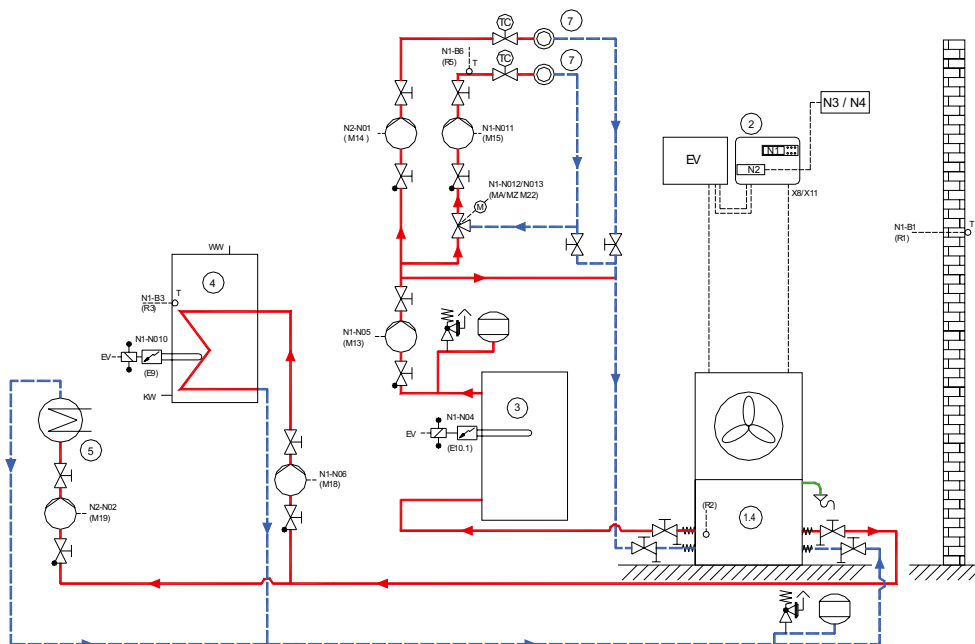 TC
7
N1-B6
(R5)
T
TC
7
N3 / N4
2
N2-N01
( M14 )
N1-N011
(M15)
EV
N1
N2
X8/X11
N1-N012/N013
(MA/MZ M22)
M
N1-B1
(R1)
T
WW
4
N1-B3
(R3)
T
N1-N05
(M13)
N1-N010
EV
(E9)
KW
3
N1-N04
EV
(E10.1)
5
N1-N06
(M18)
N2-N02
(M19)
(R2)
1.4